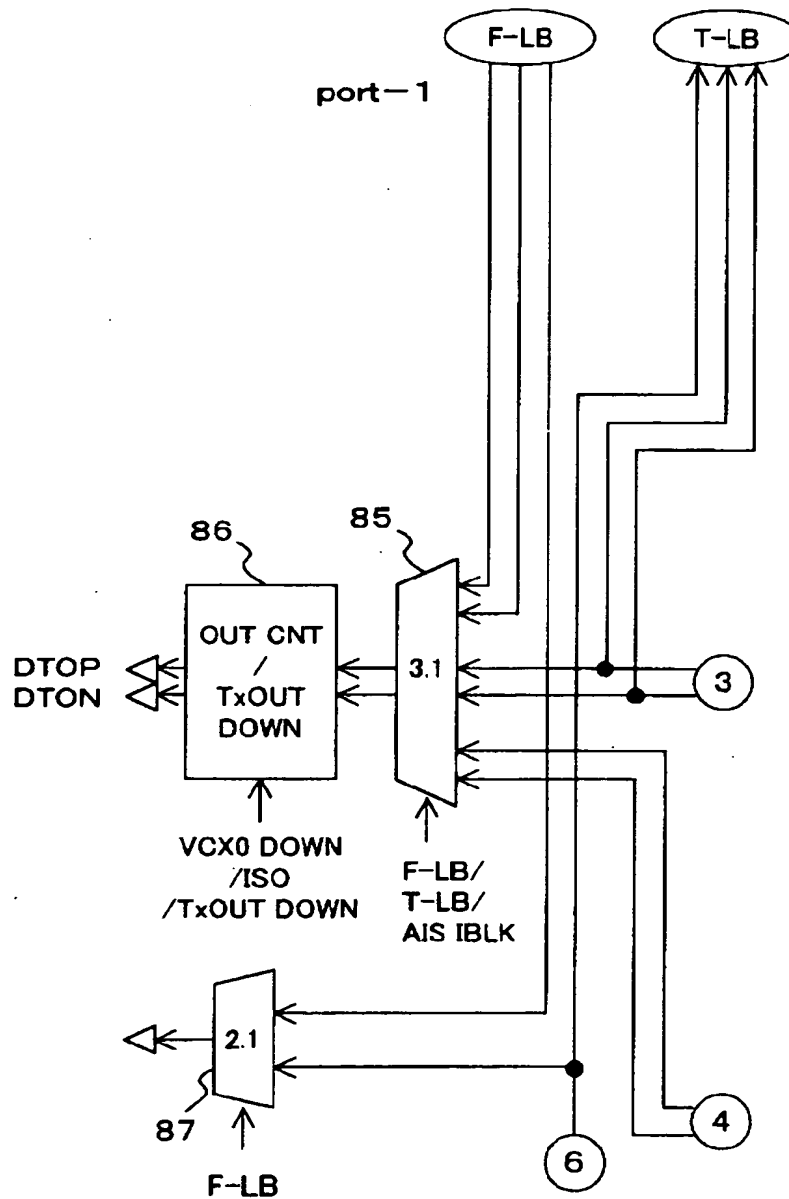 F-LB
T-LB
port-1
85
86
OUT CNT
/
TxOUT
DOWN
3.1
DTOP
DTON
3
VCX0 DOWN
/ISO
/TxOUT DOWN
F-LB/
T-LB/
AIS IBLK
2.1
87
F-LB
4
6